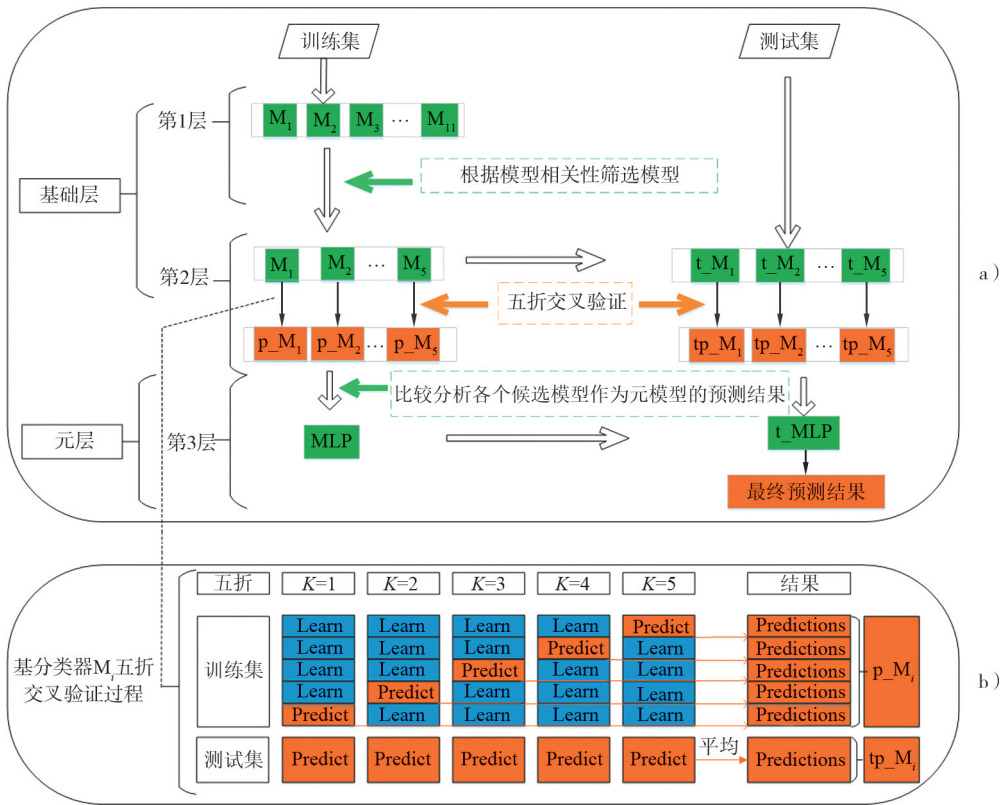 训练集
测试集
第1层
M1 M2 M3 … M11
根据模型相关性筛选模型
基础层
第2层
M1 M2 … M5
t_M1 t_M2 … t_M5
a）
五折交叉验证
p_M1 p_M2 … p_M5
tp_M1 tp_M2 … tp_M5
比较分析各个候选模型作为元模型的预测结果
元层
第3层
MLP
t_MLP
最终预测结果
五折 K=1 K=2 K=3 K=4 K=5 结果
训练集
Learn Learn Learn Learn Predict Predictions
Learn Learn Learn Predict Learn Predictions
Learn Learn Predict Learn Learn Predictions
Learn Predict Learn Learn Learn Predictions
Predict Learn Learn Learn Learn Predictions
p_Mi
基分类器Mi五折
交叉验证过程
b）
测试集 Predict Predict Predict Predict Predict 平均 Predictions tp_Mi